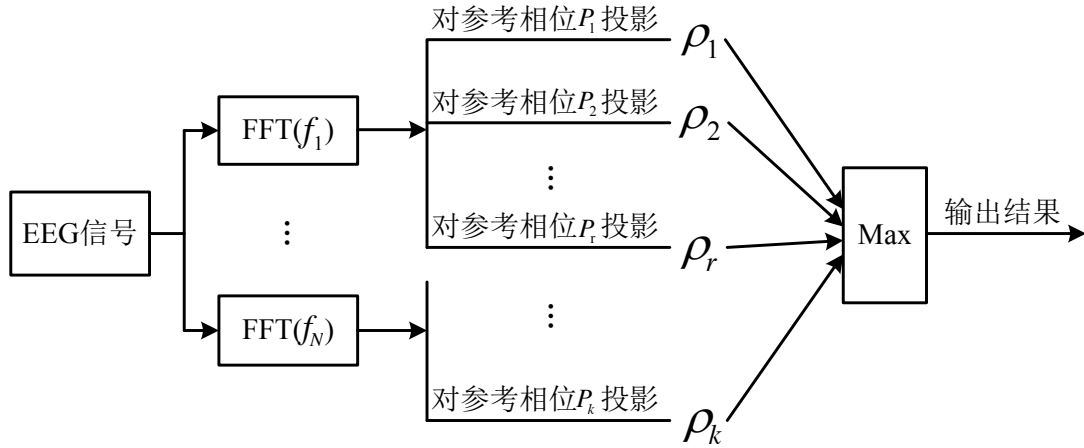 对参考相位P₁投影
ρ₁
对参考相位P₂投影
ρ₂
FFT(f₁)
⋮
对参考相位Pᵣ投影
ρᵣ
EEG信号
⋮
Max
输出结果
FFT(f_N)
⋮
对参考相位Pₖ投影
ρₖ